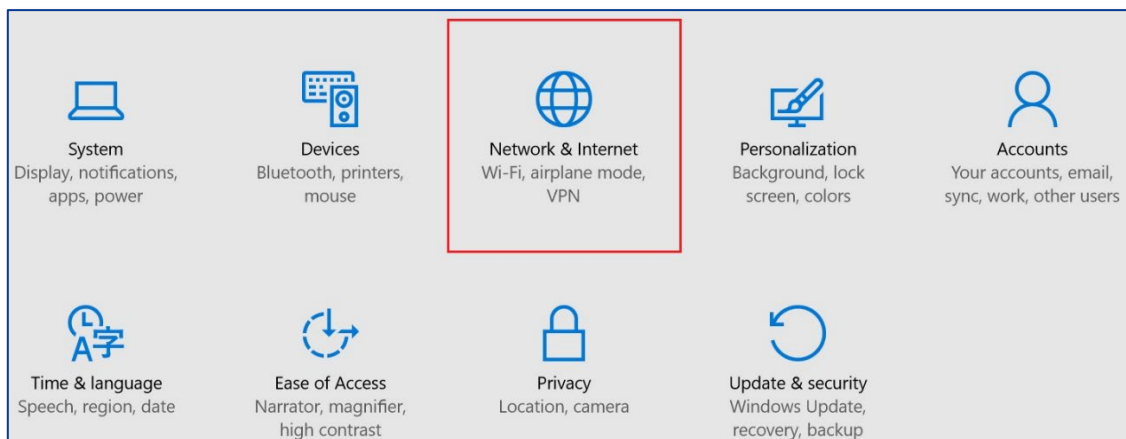 System
Display, notifications,
apps, power
Devices
Bluetooth, printers,
mouse
Network & Internet
Wi-Fi, airplane mode,
VPN
Personalization
Background, lock
screen, colors
Accounts
Your accounts, email,
sync, work, other users
A字
Time & language
Speech, region, date
Ease of Access
Narrator, magnifier,
high contrast
Privacy
Location, camera
Update & security
Windows Update,
recovery, backup